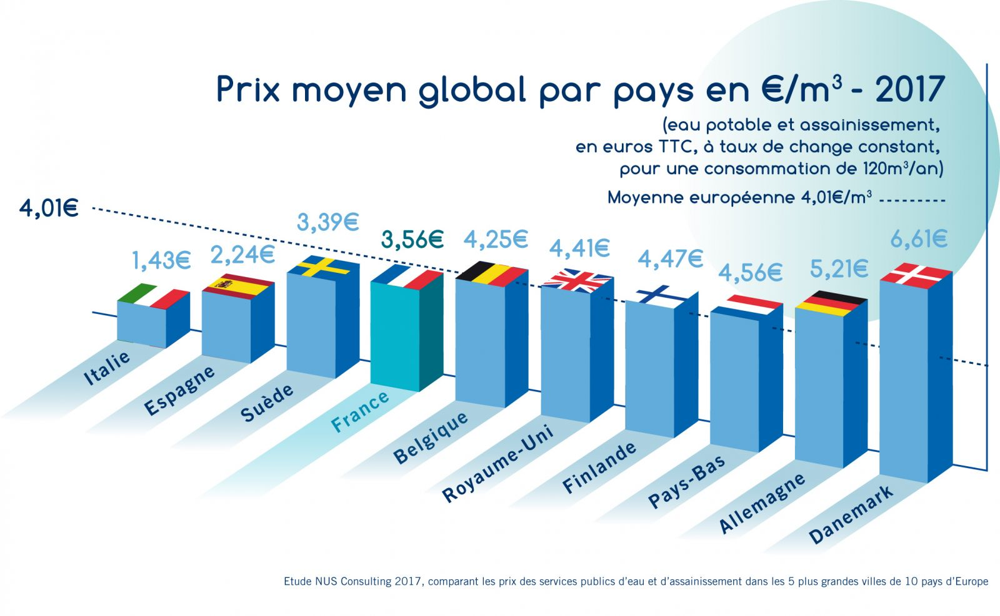 Prix moyen global par pays en €/m³ - 2017
(eau potable et assainissement,
en euros TTC, à taux de change constant,
pour une consommation de 120m³/an)
Moyenne européenne 4,01€/m³
4,01€
1,43€
2,24€
3,39€
3,56€
4,25€
4,41€
4,47€
4,56€
5,21€
6,61€
Italie
Espagne
Suède
France
Belgique
Royaume-Uni
Finlande
Pays-Bas
Allemagne
Danemark
Etude NUS Consulting 2017, comparant les prix des services publics d’eau et d’assainissement dans les 5 plus grandes villes de 10 pays d’Europe